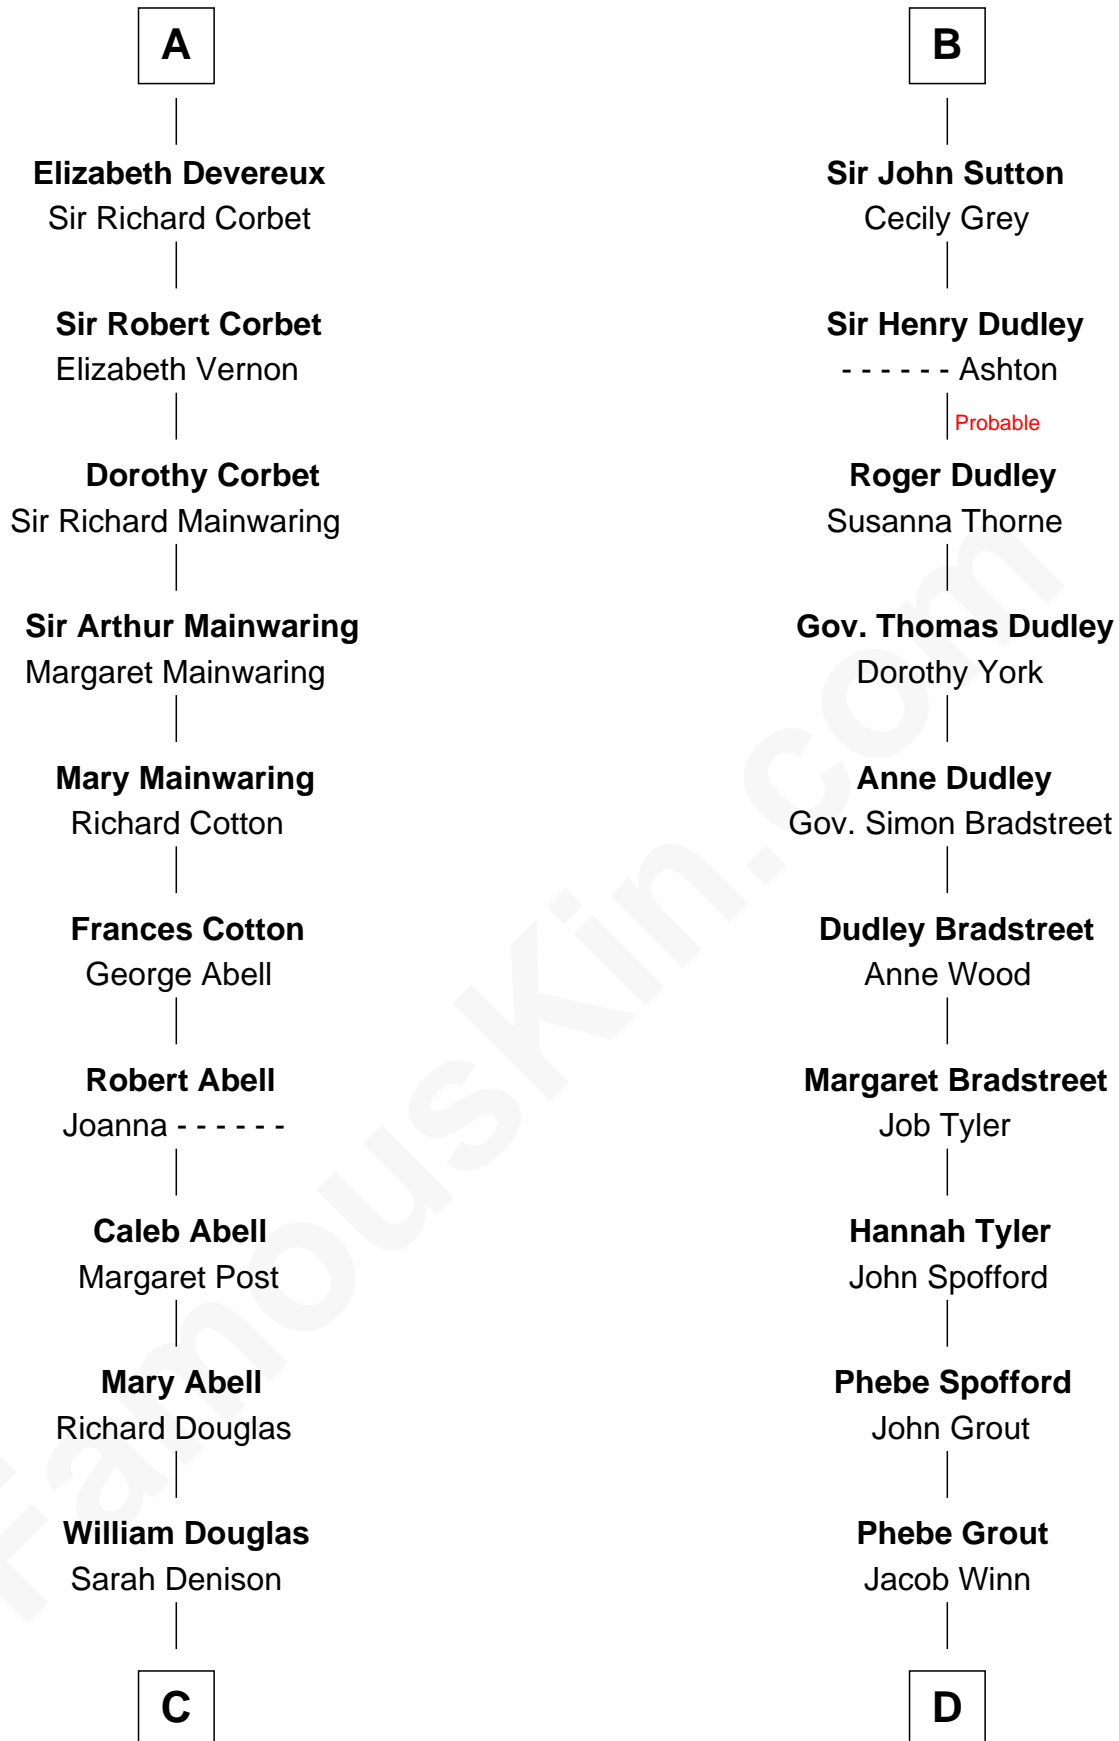 A
Elizabeth Devereux
Sir Richard Corbet
Sir Robert Corbet
Elizabeth Vernon
Dorothy Corbet
Sir Richard Mainwaring
Sir Arthur Mainwaring
Margaret Mainwaring
Mary Mainwaring
Richard Cotton
Frances Cotton
George Abell
Robert Abell
Joanna - - - - - -
Caleb Abell
Margaret Post
Mary Abell
Richard Douglas
William Douglas
Sarah Denison
C
B
Sir John Sutton
Cecily Grey
Sir Henry Dudley
- - - - - - Ashton
Probable
Roger Dudley
Susanna Thorne
Gov. Thomas Dudley
Dorothy York
Anne Dudley
Gov. Simon Bradstreet
Dudley Bradstreet
Anne Wood
Margaret Bradstreet
Job Tyler
Hannah Tyler
John Spofford
Phebe Spofford
John Grout
Phebe Grout
Jacob Winn
D
FamousKin.com